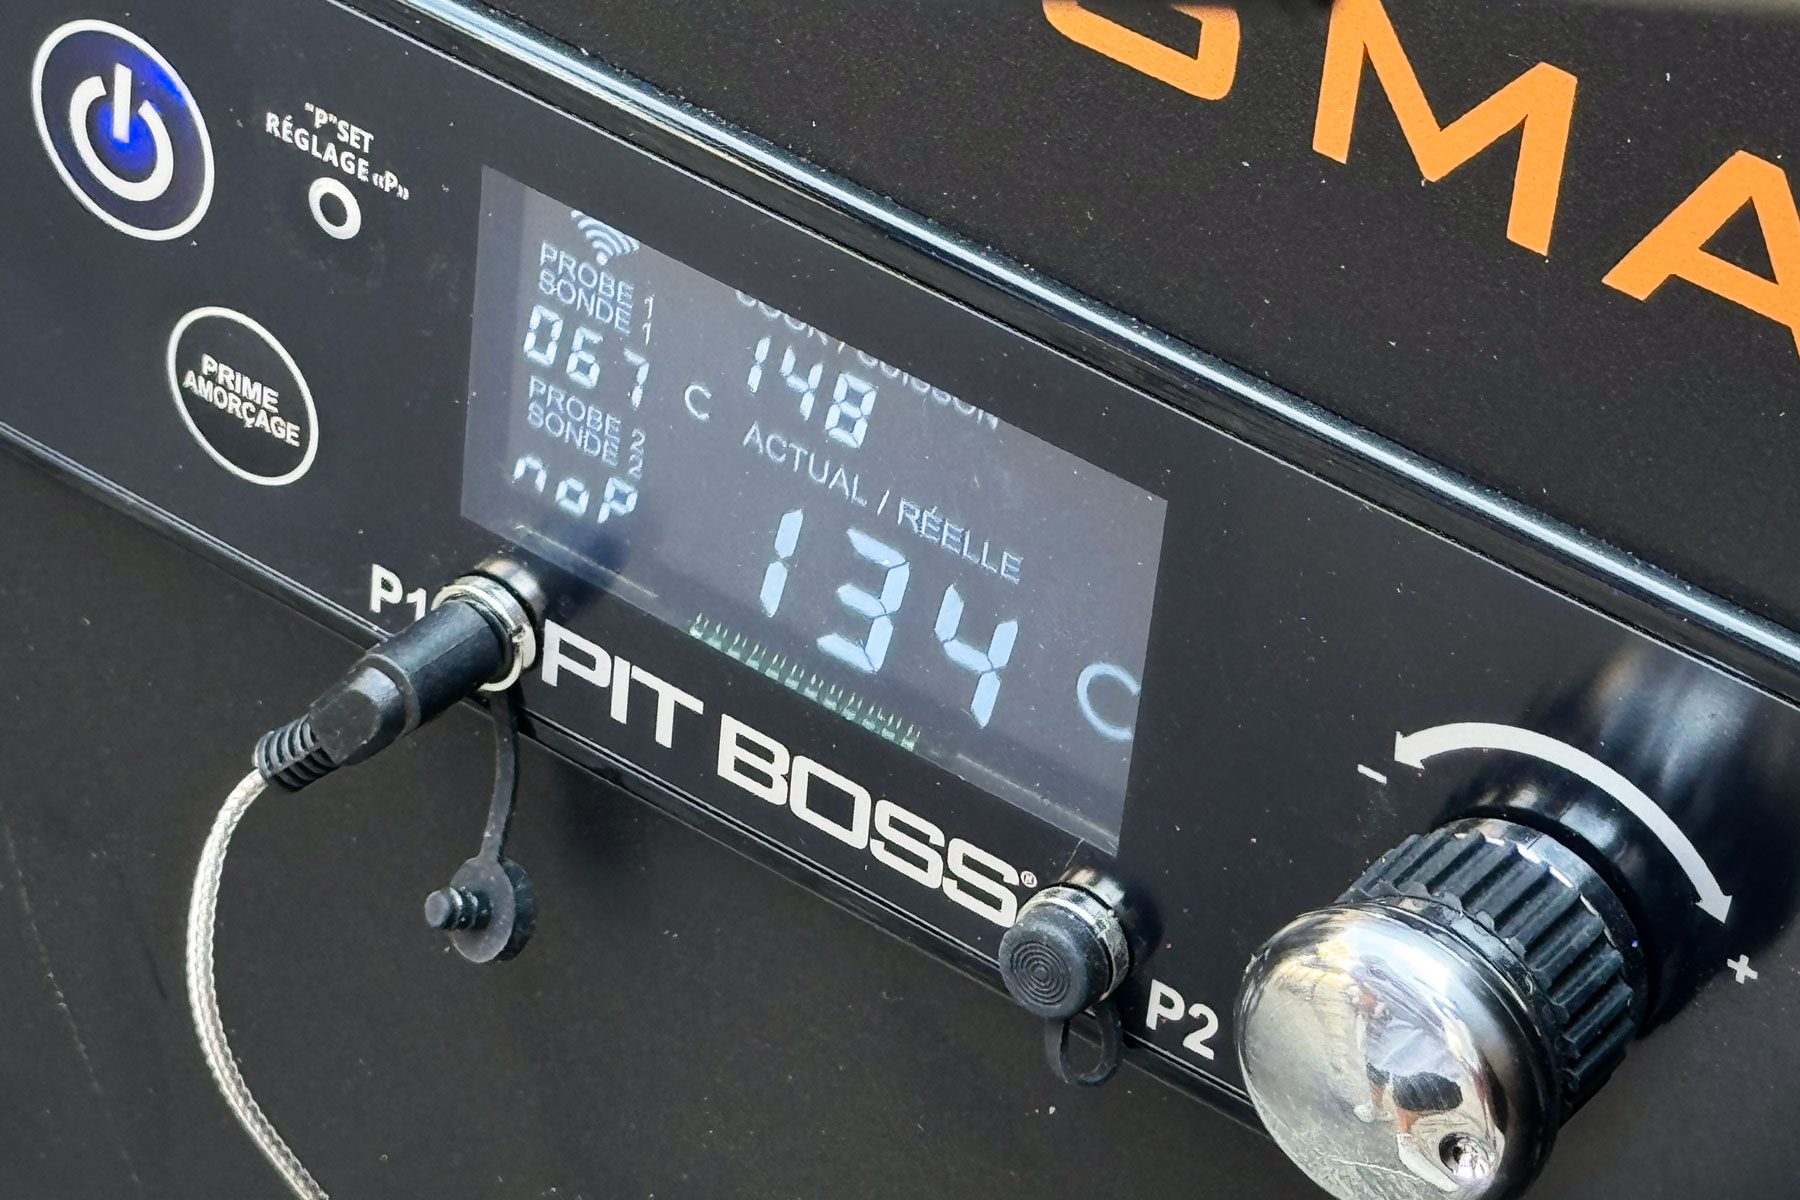 SMA
"P"SET
RÉGLAGE «P»
PRIME
AMORÇAGE
PROBE 1
SONDE 1
067 C
PROBE 2
SONDE 2
noP
148
ACTUAL / RÉELLE
134 C
P1
PIT BOSS®
P2
- +